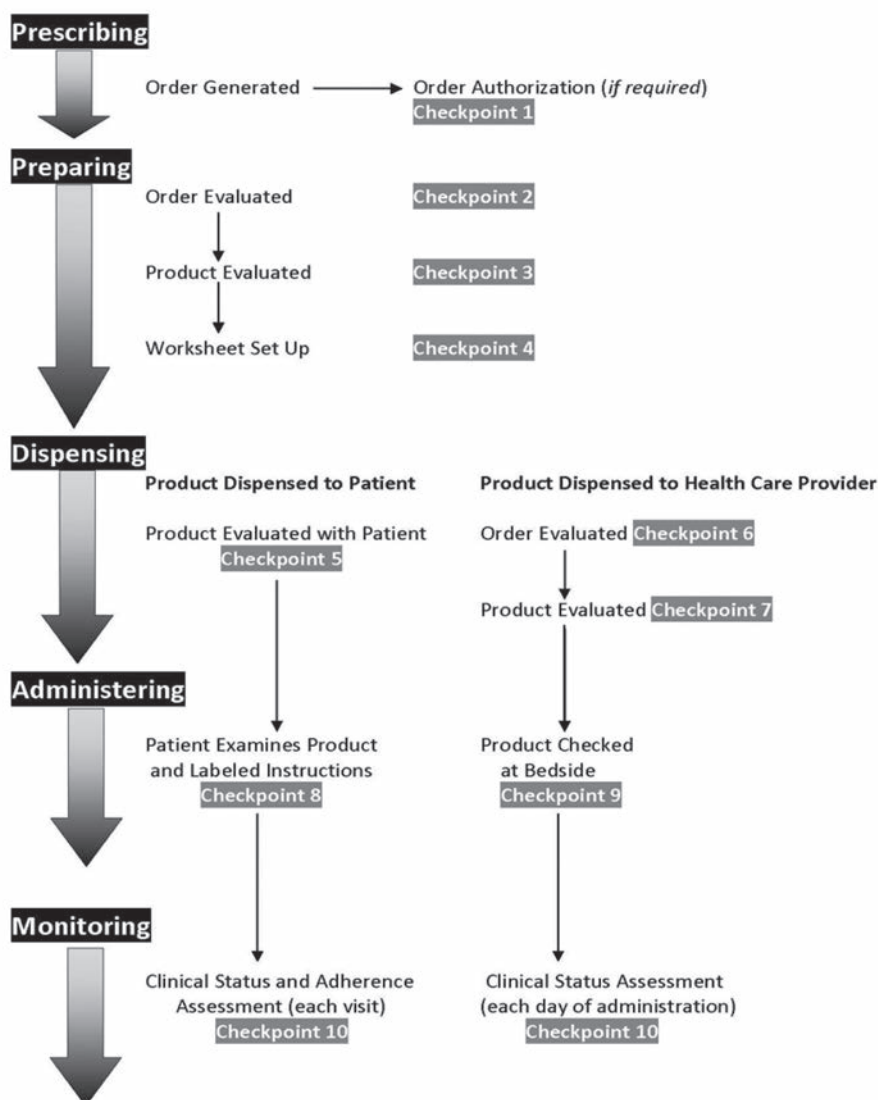 Prescribing
Order Generated
Order Authorization (if required)
Checkpoint 1
Preparing
Order Evaluated
Checkpoint 2
Product Evaluated
Checkpoint 3
Worksheet Set Up
Checkpoint 4
Dispensing
Product Dispensed to Patient
Product Evaluated with Patient
Checkpoint 5
Product Dispensed to Health Care Provider
Order Evaluated Checkpoint 6
Product Evaluated Checkpoint 7
Administering
Patient Examines Product
and Labeled Instructions
Checkpoint 8
Product Checked
at Bedside
Checkpoint 9
Monitoring
Clinical Status and Adherence
Assessment (each visit)
Checkpoint 10
Clinical Status Assessment
(each day of administration)
Checkpoint 10